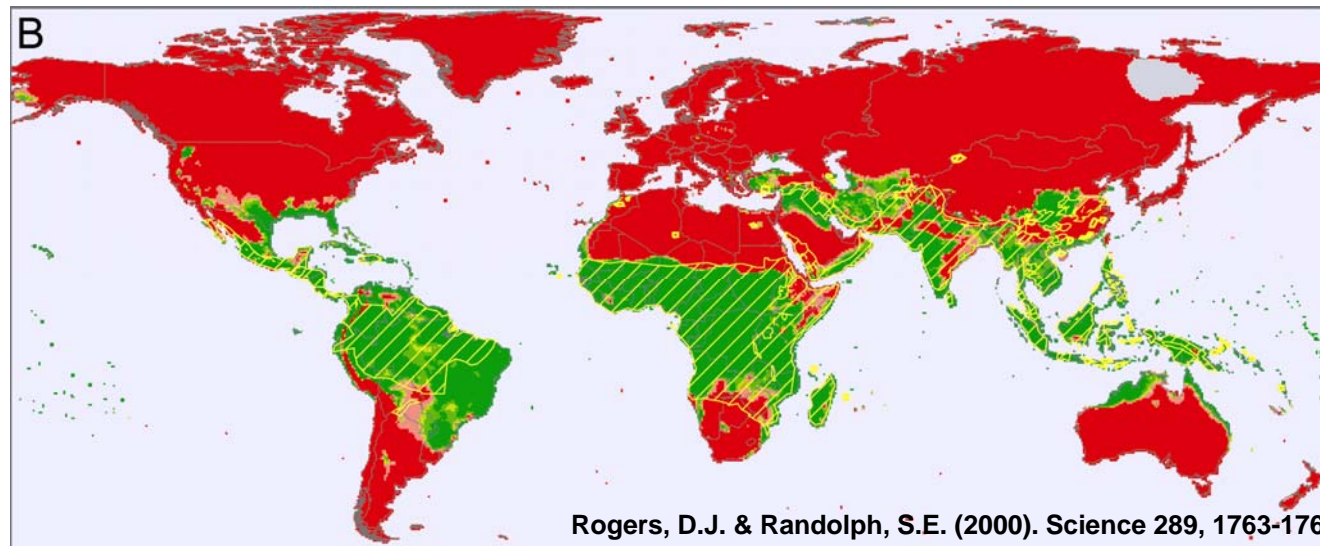 B
Rogers, D.J. & Randolph, S.E. (2000). Science 289, 1763-176